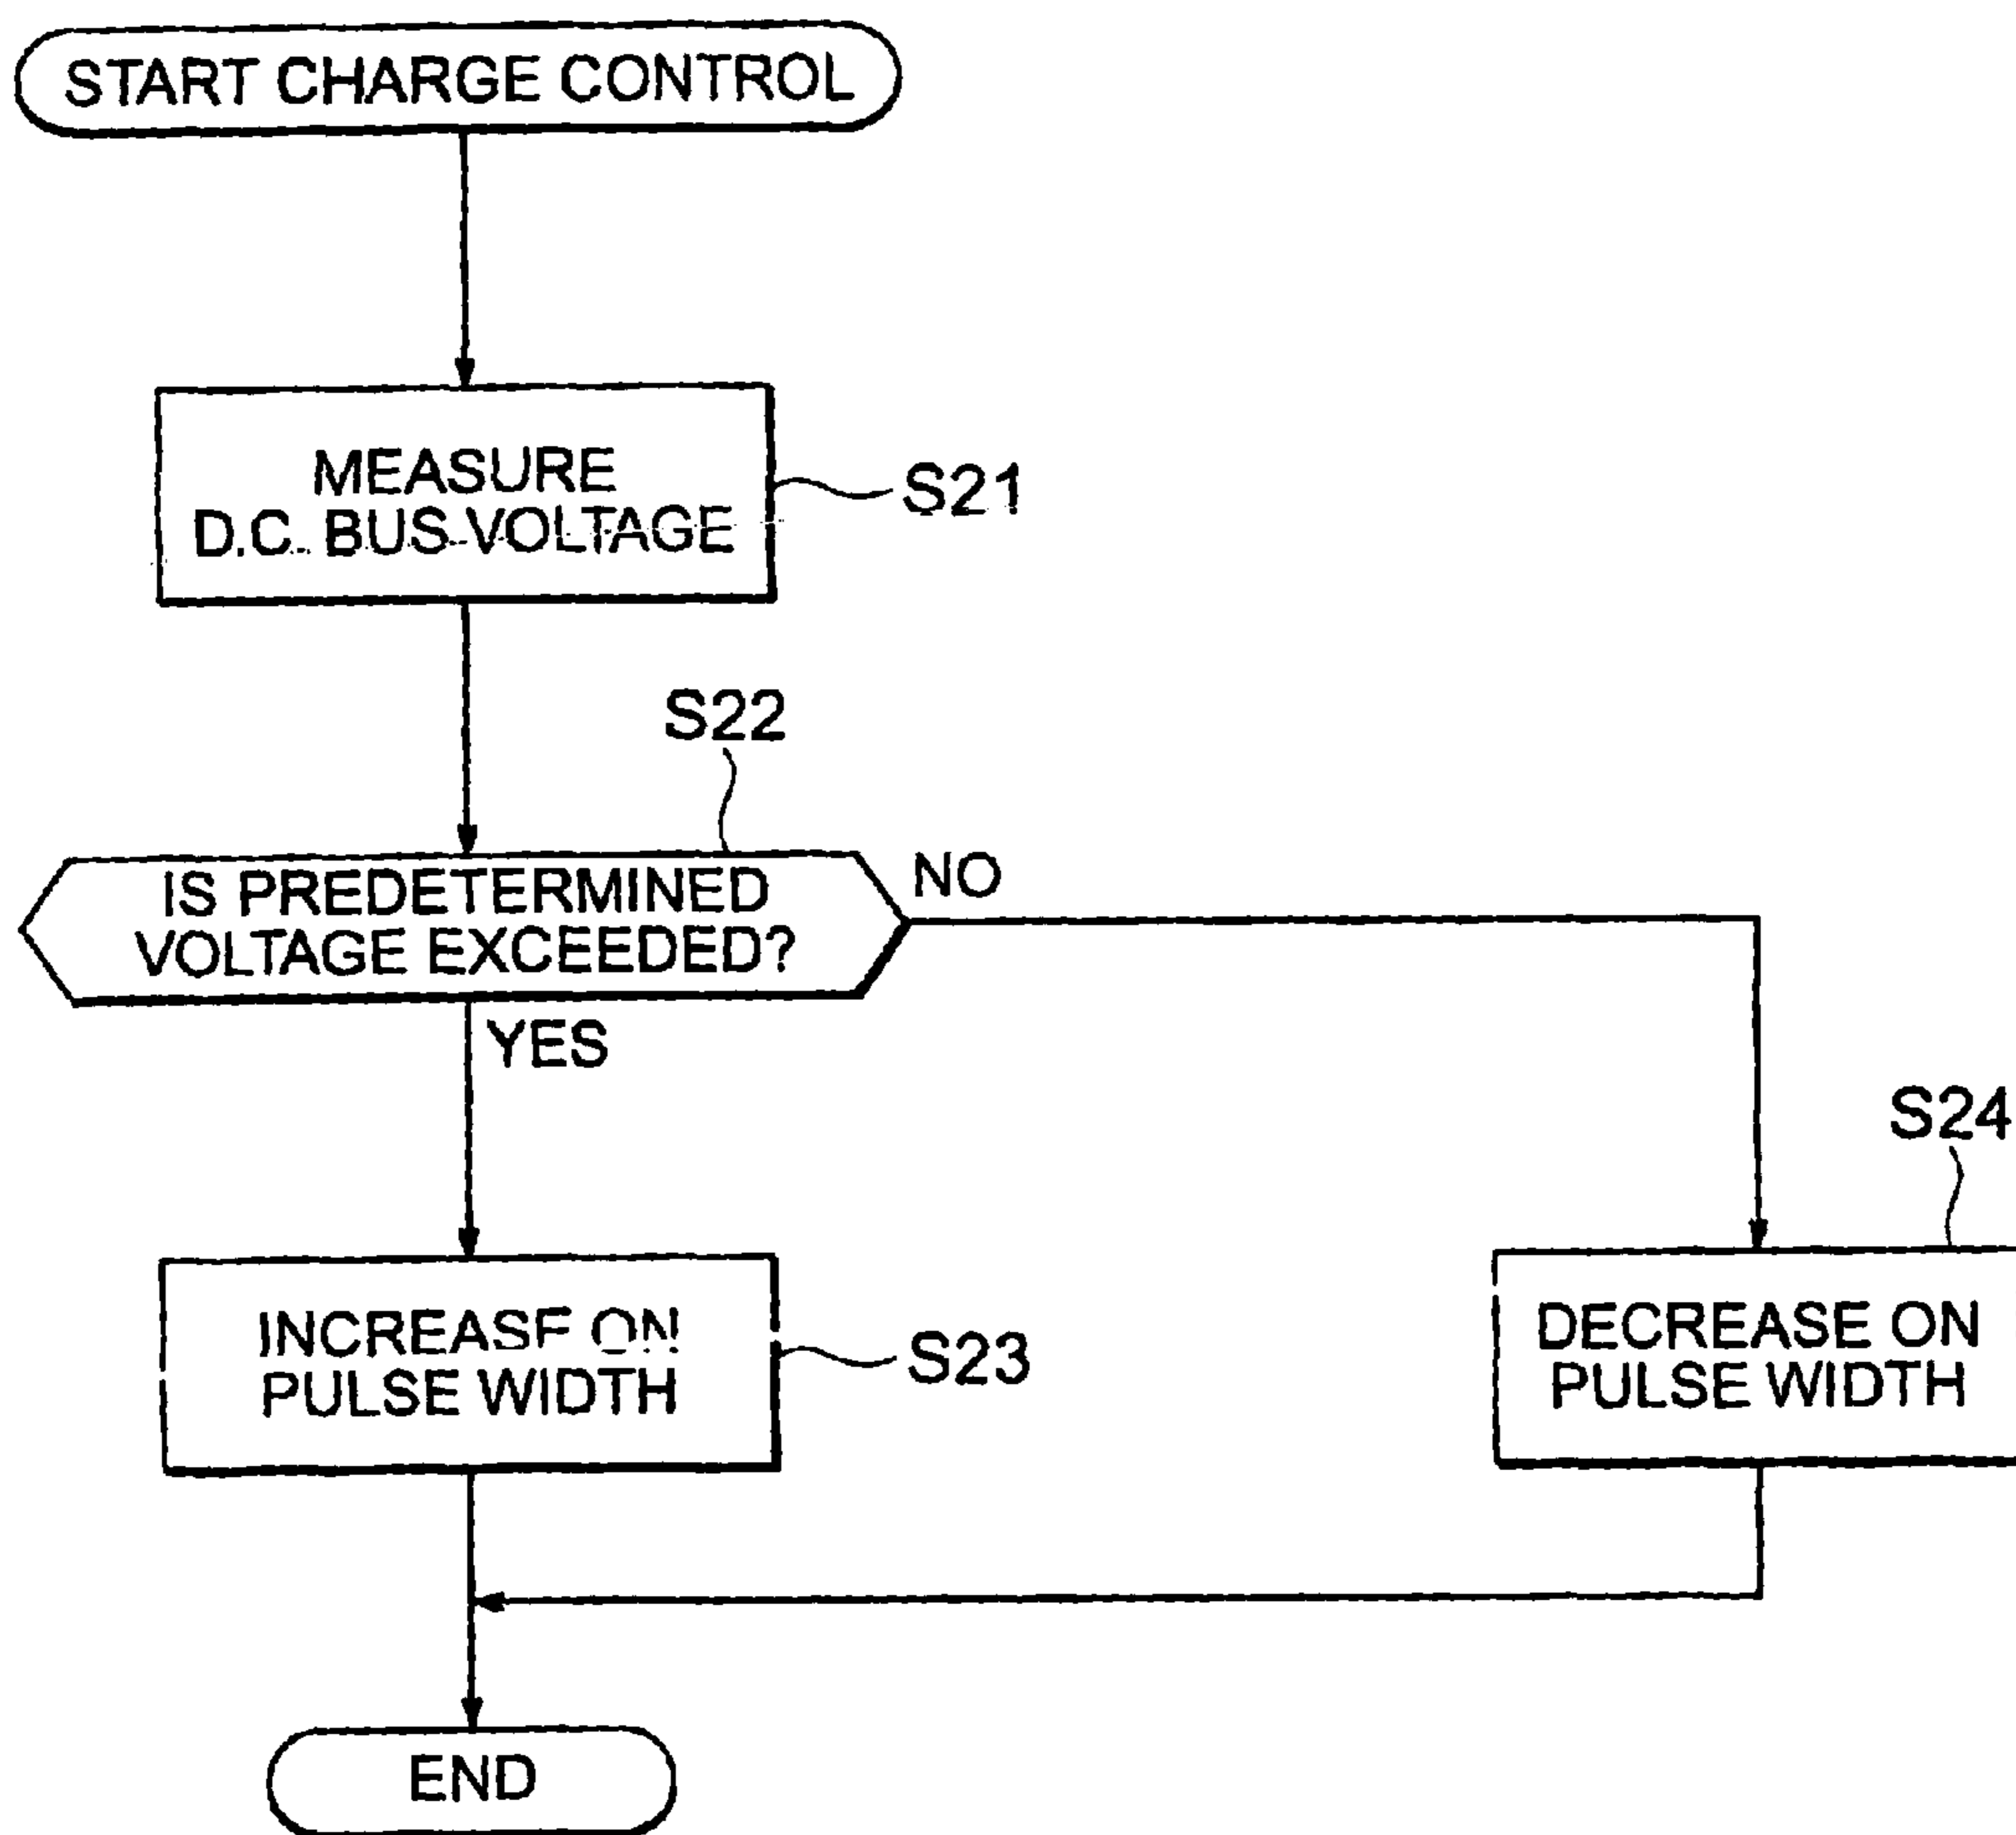 START CHARGE CONTROL
MEASURE
D.C. BUS VOLTAGE
S21
S22
IS PREDETERMINED
VOLTAGE EXCEEDED?
NO
YES
S24
INCREASE ON
PULSE WIDTH
S23
DECREASE ON
PULSE WIDTH
END